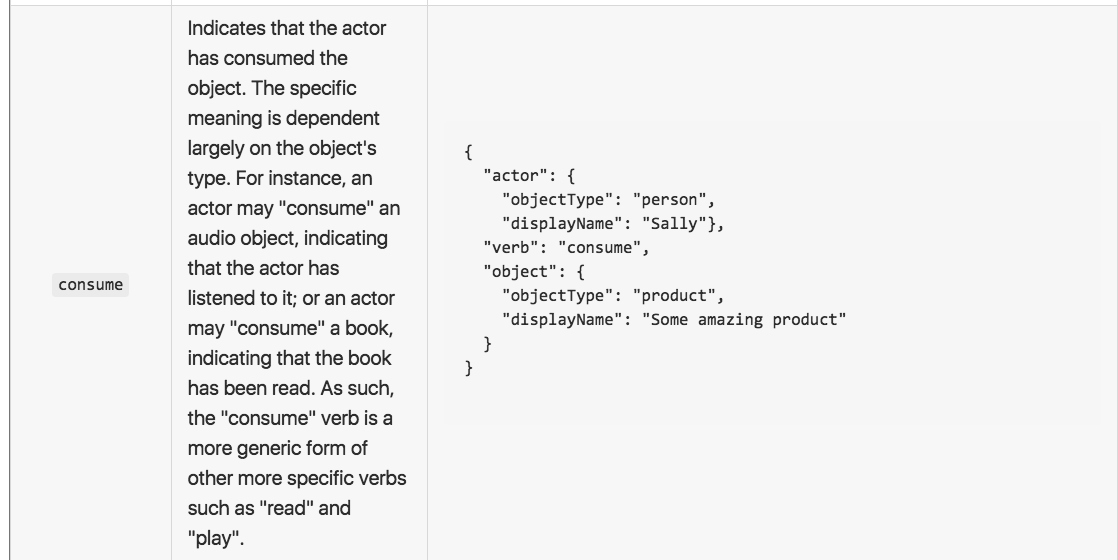 consume
Indicates that the actor
has consumed the
object. The specific
meaning is dependent
largely on the object's
type. For instance, an
actor may "consume" an
audio object, indicating
that the actor has
listened to it; or an actor
may "consume" a book,
indicating that the book
has been read. As such,
the "consume" verb is a
more generic form of
other more specific verbs
such as "read" and
"play".
{
  "actor": {
    "objectType": "person",
    "displayName": "Sally"},
  "verb": "consume",
  "object": {
    "objectType": "product",
    "displayName": "Some amazing product"
  }
}